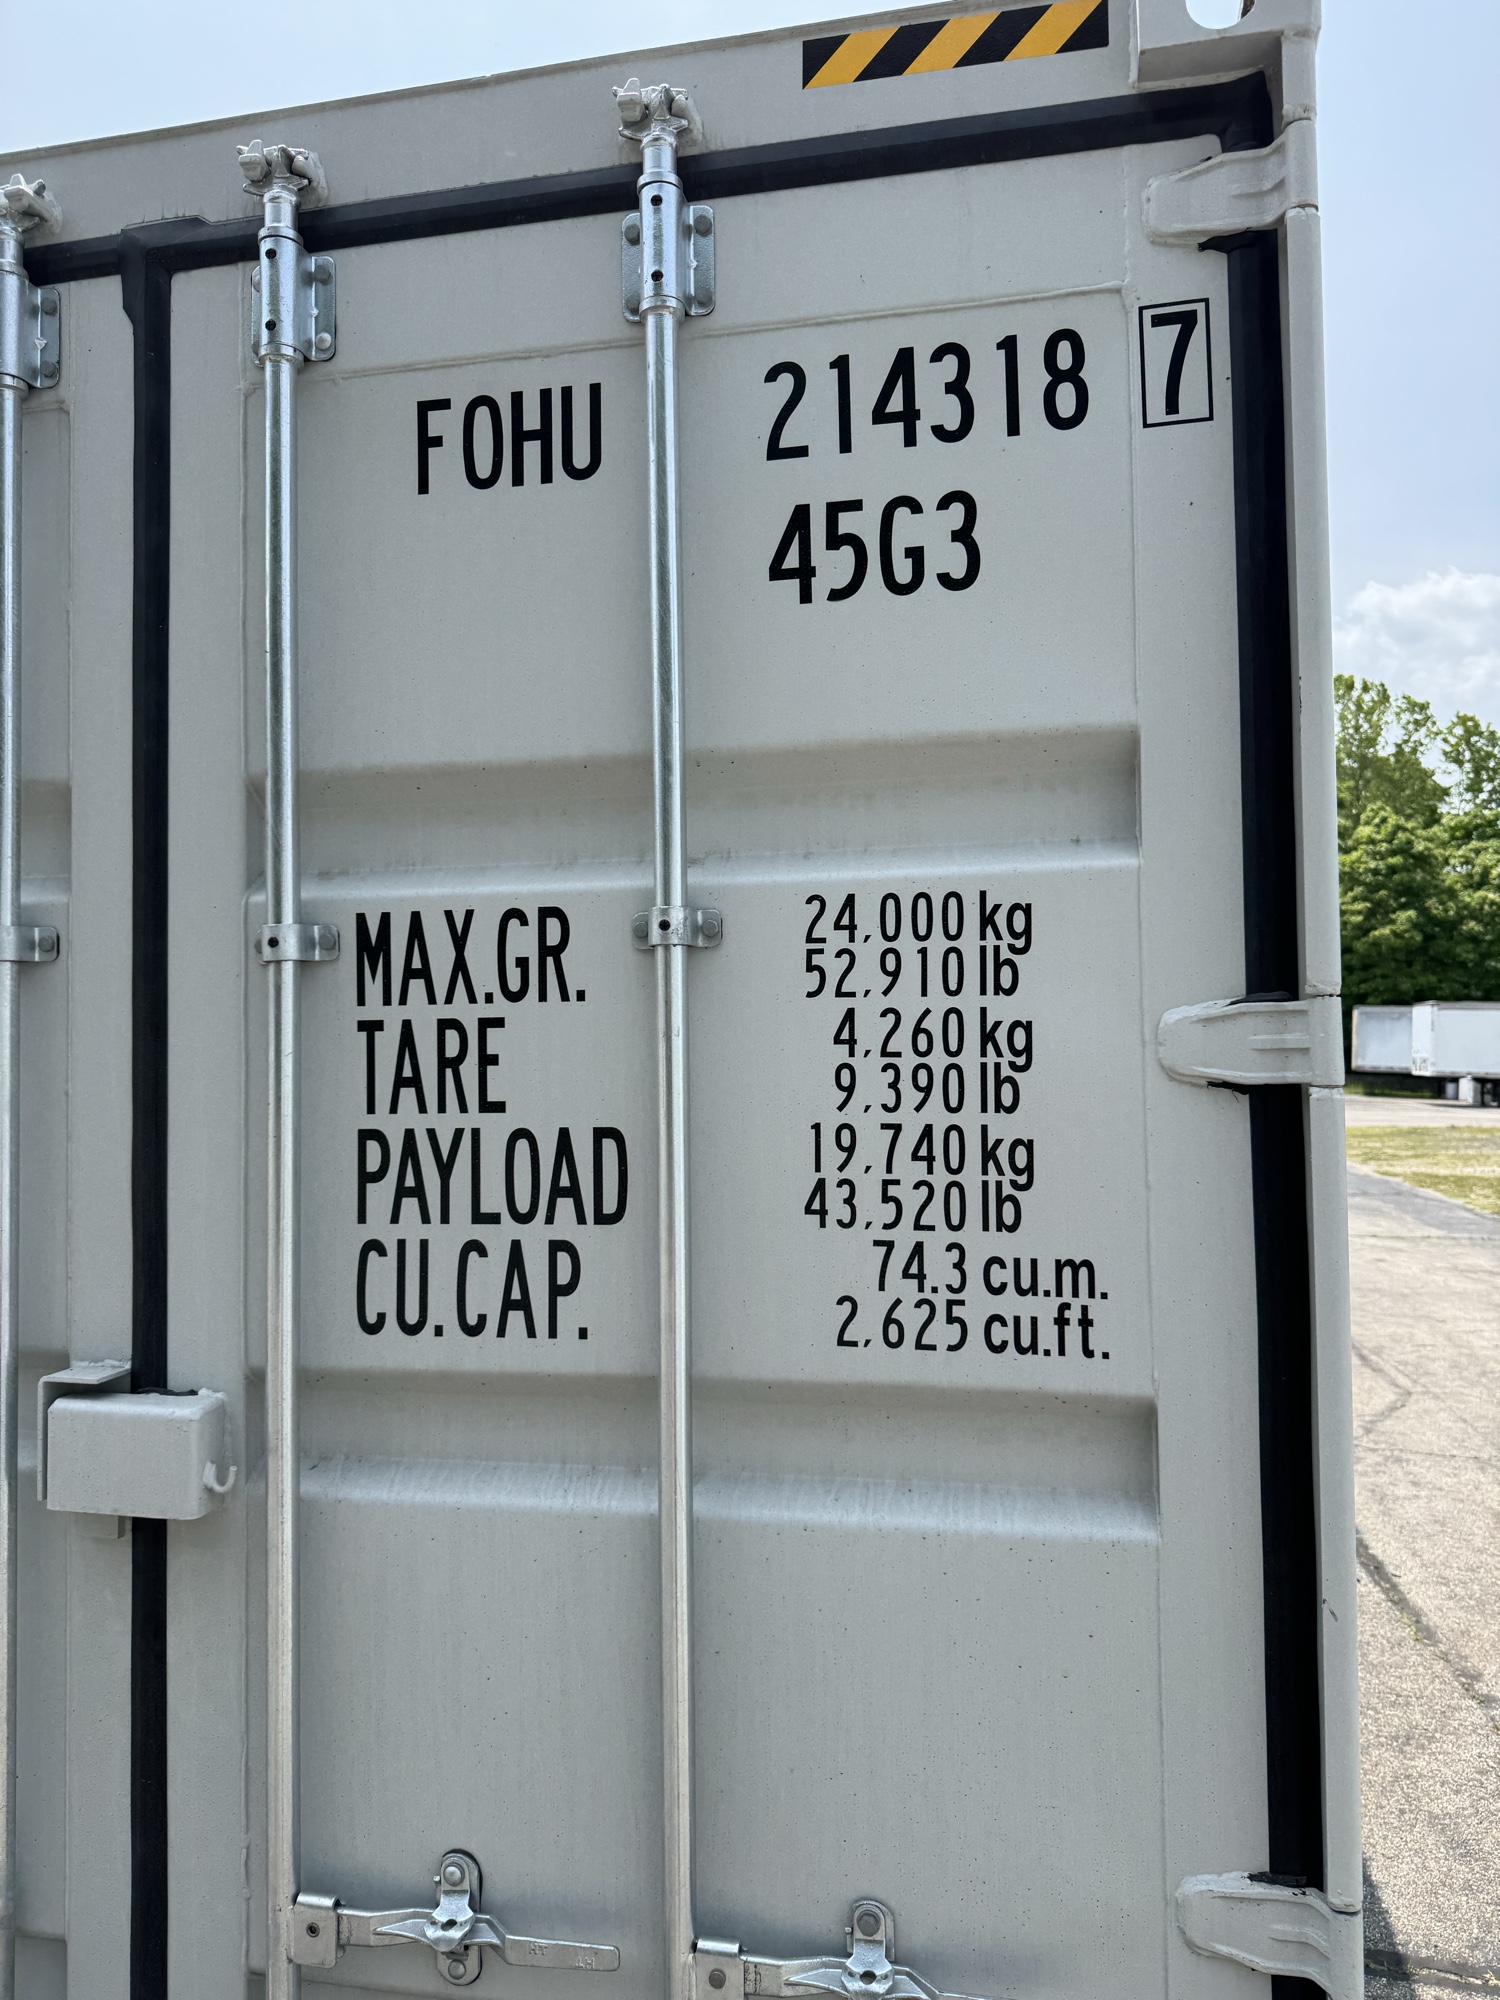 FOHU 214318 7
45G3
MAX.GR. 24,000 kg
52,910 lb
TARE 4,260 kg
9,390 lb
PAYLOAD 19,740 kg
43,520 lb
CU.CAP. 74.3 cu.m.
2,625 cu.ft.